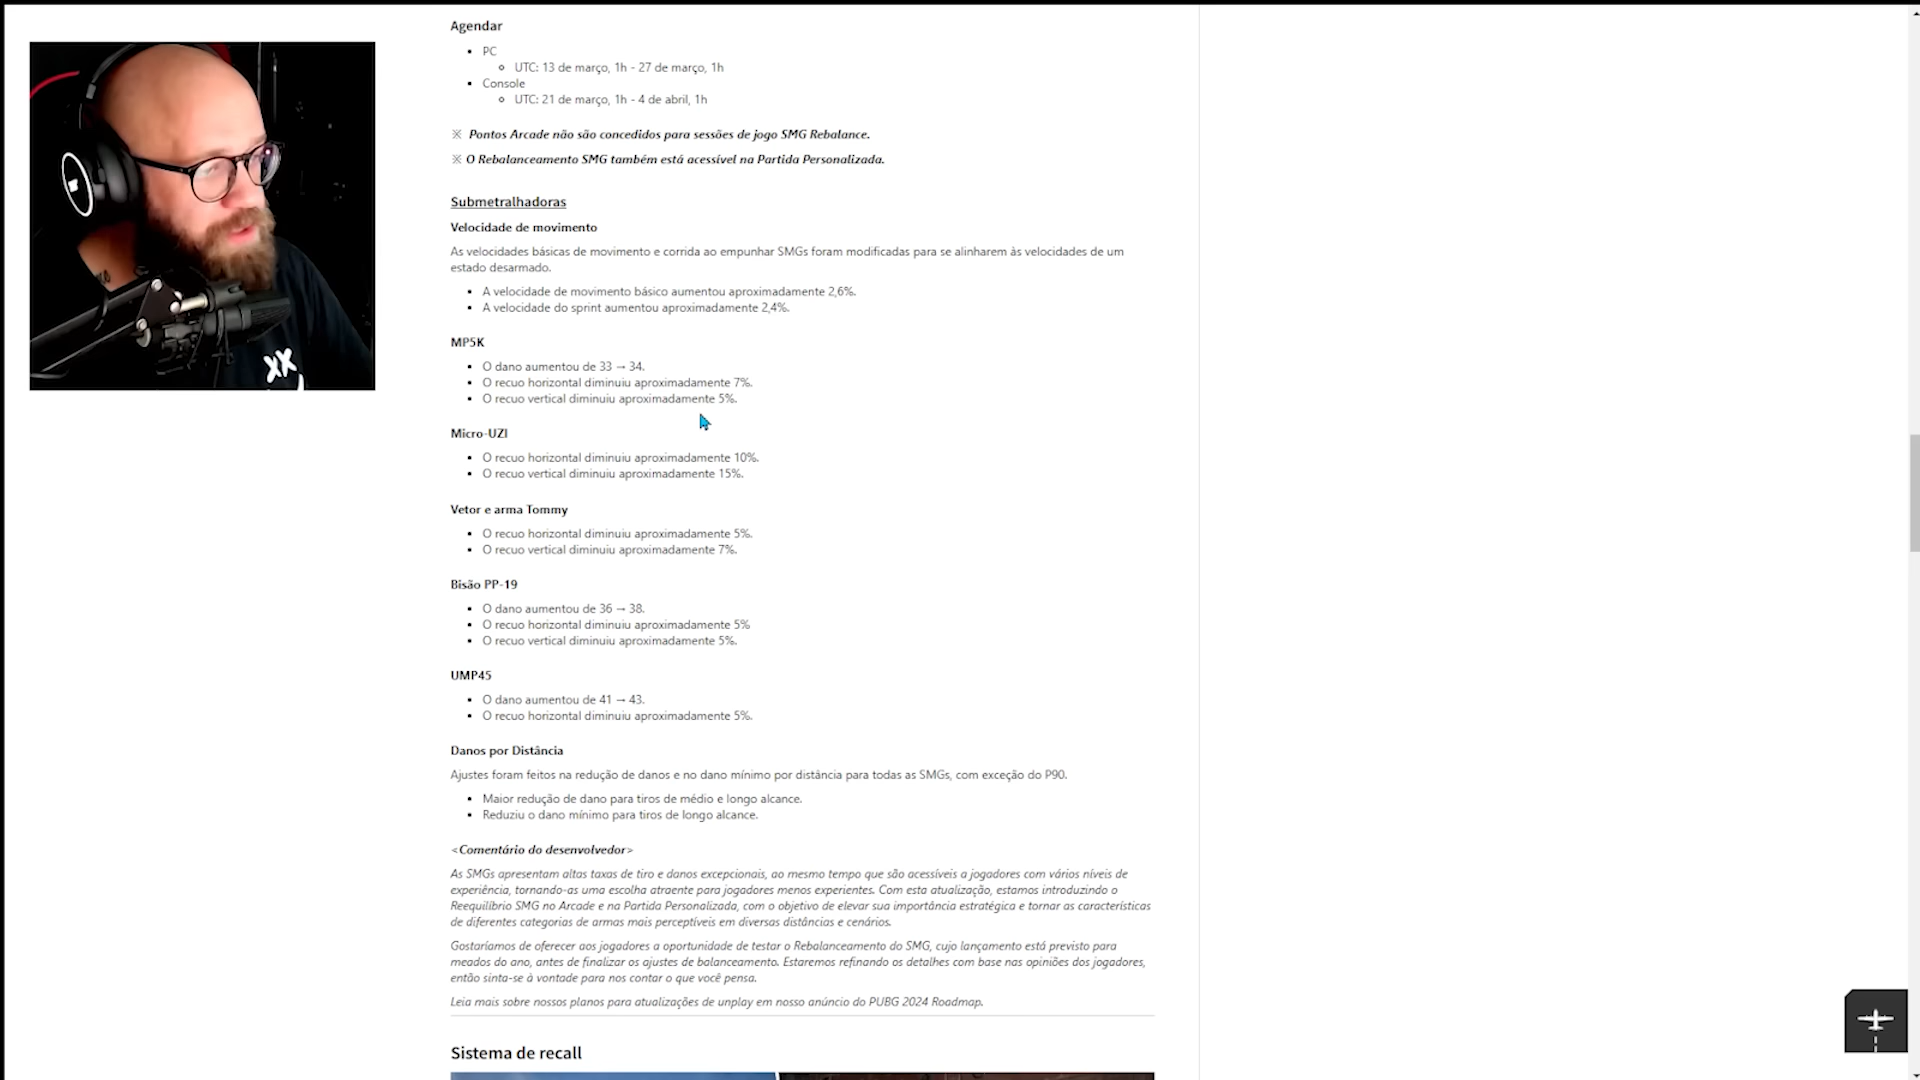 Agendar
PC
UTC: 13 de março, 1h - 27 de março, 1h
Console
UTC: 21 de março, 1h - 4 de abril, 1h
※ Pontos Arcade não são concedidos para sessões de jogo SMG Rebalance.
※ O Rebalanceamento SMG também está acessível na Partida Personalizada.
Submetralhadoras
Velocidade de movimento
As velocidades básicas de movimento e corrida ao empunhar SMGs foram modificadas para se alinharem às velocidades de um
estado desarmado.
A velocidade de movimento básico aumentou aproximadamente 2,6%.
A velocidade do sprint aumentou aproximadamente 2,4%.
MP5K
O dano aumentou de 33 → 34.
O recuo horizontal diminuiu aproximadamente 7%.
O recuo vertical diminuiu aproximadamente 5%.
Micro-UZI
O recuo horizontal diminuiu aproximadamente 10%.
O recuo vertical diminuiu aproximadamente 15%.
Vetor e arma Tommy
O recuo horizontal diminuiu aproximadamente 5%.
O recuo vertical diminuiu aproximadamente 7%.
Bisão PP-19
O dano aumentou de 36 → 38.
O recuo horizontal diminuiu aproximadamente 5%
O recuo vertical diminuiu aproximadamente 5%.
UMP45
O dano aumentou de 41 → 43.
O recuo horizontal diminuiu aproximadamente 5%.
Danos por Distância
Ajustes foram feitos na redução de danos e no dano mínimo por distância para todas as SMGs, com exceção do P90.
Maior redução de dano para tiros de médio e longo alcance.
Reduziu o dano mínimo para tiros de longo alcance.
<Comentário do desenvolvedor>
As SMGs apresentam altas taxas de tiro e danos excepcionais, ao mesmo tempo que são acessíveis a jogadores com vários níveis de
experiência, tornando-as uma escolha atraente para jogadores menos experientes. Com esta atualização, estamos introduzindo o
Reequilíbrio SMG no Arcade e na Partida Personalizada, com o objetivo de elevar sua importância estratégica e tornar as características
de diferentes categorias de armas mais perceptíveis em diversas distâncias e cenários.
Gostaríamos de oferecer aos jogadores a oportunidade de testar o Rebalanceamento do SMG, cujo lançamento está previsto para
meados do ano, antes de finalizar os ajustes de balanceamento. Estaremos refinando os detalhes com base nas opiniões dos jogadores,
então sinta-se à vontade para nos contar o que você pensa.
Leia mais sobre nossos planos para atualizações de unplay em nosso anúncio do PUBG 2024 Roadmap.
Sistema de recall
XX